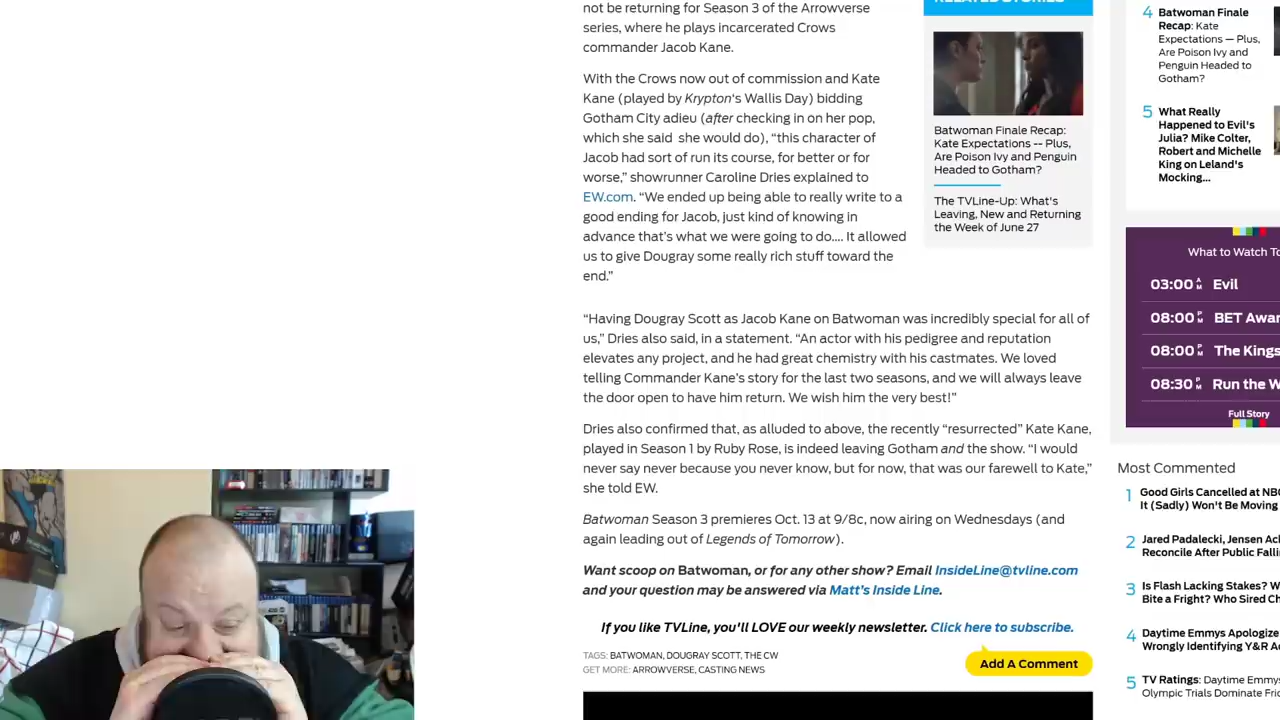 not be returning for Season 3 of the Arrowverse
series, where he plays incarcerated Crows
commander Jacob Kane.
With the Crows now out of commission and Kate
Kane (played by Krypton‘s Wallis Day) bidding
Gotham City adieu (after checking in on her pop,
which she said she would do), “this character of
Jacob had sort of run its course, for better or for
worse,” showrunner Caroline Dries explained to
EW.com. “We ended up being able to really write to a
good ending for Jacob, just kind of knowing in
advance that’s what we were going to do…. It allowed
us to give Dougray some really rich stuff toward the
end.”
“Having Dougray Scott as Jacob Kane on Batwoman was incredibly special for all of
us,” Dries also said, in a statement. “An actor with his pedigree and reputation
elevates any project, and he had great chemistry with his castmates. We loved
telling Commander Kane’s story for the last two seasons, and we will always leave
the door open to have him return. We wish him the very best!”
Dries also confirmed that, as alluded to above, the recently “resurrected” Kate Kane,
played in Season 1 by Ruby Rose, is indeed leaving Gotham and the show. “I would
never say never because you never know, but for now, that was our farewell to Kate,”
she told EW.
Batwoman Season 3 premieres Oct. 13 at 9/8c, now airing on Wednesdays (and
again leading out of Legends of Tomorrow).
Want scoop on Batwoman, or for any other show? Email InsideLine@tvline.com
and your question may be answered via Matt’s Inside Line.
If you like TVLine, you'll LOVE our weekly newsletter. Click here to subscribe.
TAGS: BATWOMAN, DOUGRAY SCOTT, THE CW
GET MORE: ARROWVERSE, CASTING NEWS
Add A Comment
RELATED STORIES
Batwoman Finale Recap:
Kate Expectations -- Plus,
Are Poison Ivy and Penguin
Headed to Gotham?
The TVLine-Up: What's
Leaving, New and Returning
the Week of June 27
4 Batwoman Finale
Recap: Kate
Expectations — Plus,
Are Poison Ivy and
Penguin Headed to
Gotham?
5 What Really
Happened to Evil's
Julia? Mike Colter,
Robert and Michelle
King on Leland's
Mocking...
What to Watch To
03:00 AM Evil
08:00 PM BET Awar
08:00 PM The Kings
08:30 PM Run the W
Full Story
Most Commented
1 Good Girls Cancelled at NBC
It (Sadly) Won't Be Moving
2 Jared Padalecki, Jensen Ack
Reconcile After Public Falli
3 Is Flash Lacking Stakes? W
Bite a Fright? Who Sired Ch
4 Daytime Emmys Apologize
Wrongly Identifying Y&R A
5 TV Ratings: Daytime Emmys
Olympic Trials Dominate Frid